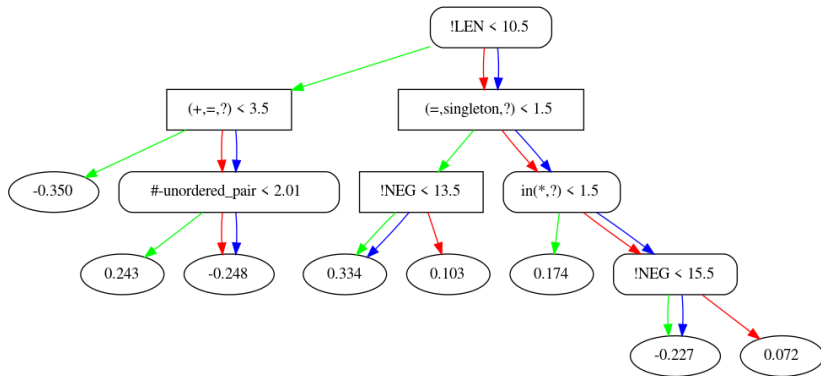 !LEN < 10.5
(+,=,?) < 3.5
(=,singleton,?) < 1.5
-0.350
#-unordered_pair < 2.01
!NEG < 13.5
in(*,?) < 1.5
0.243
-0.248
0.334
0.103
0.174
!NEG < 15.5
-0.227
0.072